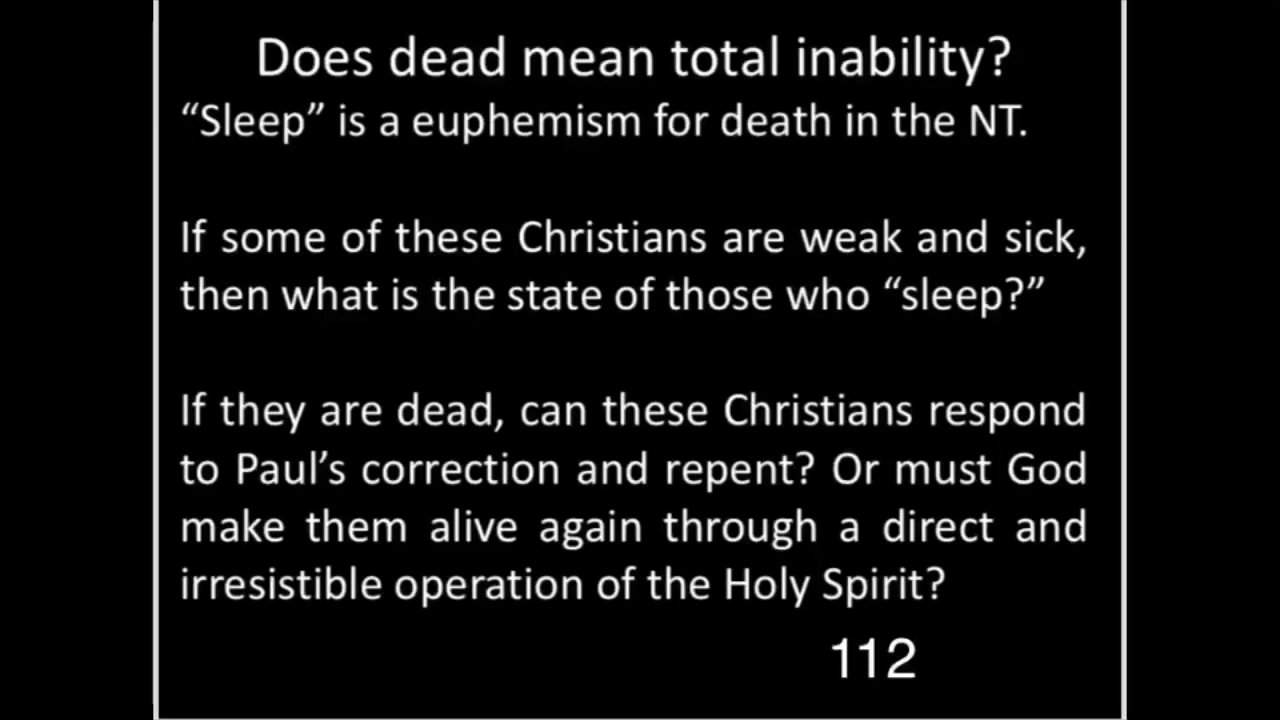 Does dead mean total inability?
“Sleep” is a euphemism for death in the NT.
If some of these Christians are weak and sick,
then what is the state of those who “sleep?”
If they are dead, can these Christians respond
to Paul’s correction and repent? Or must God
make them alive again through a direct and
irresistible operation of the Holy Spirit?
112